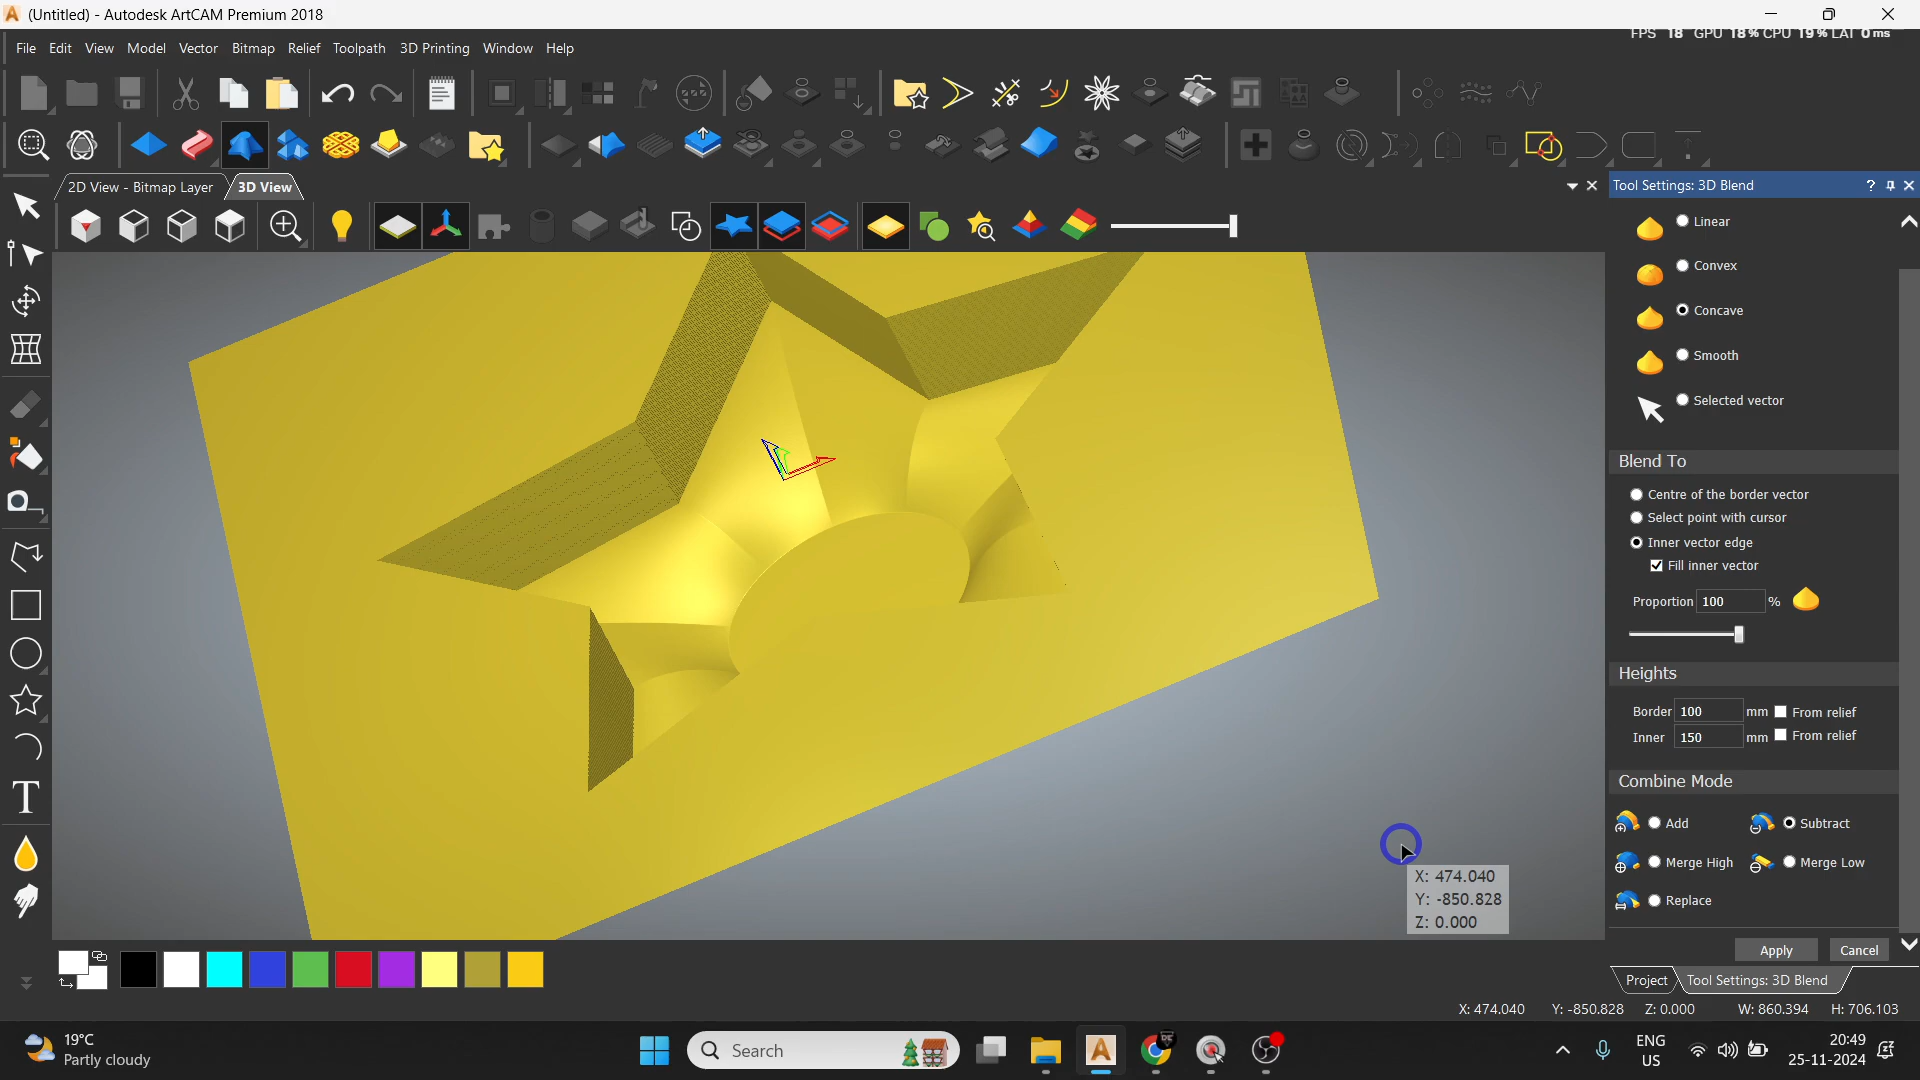 (Untitled) - Autodesk ArtCAM Premium 2018
FPS 18 GPU 18% CPU 19% LAT 0 ms
File Edit View Model Vector Bitmap Relief Toolpath 3D Printing Window Help
2D View - Bitmap Layer 3D View
Tool Settings: 3D Blend
Linear
Convex
Concave
Smooth
Selected vector
Blend To
Centre of the border vector
Select point with cursor
Inner vector edge
Fill inner vector
Proportion 100 %
Heights
Border 100 mm From relief
Inner 150 mm From relief
Combine Mode
Add Subtract
Merge High Merge Low
Replace
Apply Cancel
Project Tool Settings: 3D Blend
X: 474.040
Y: -850.828
Z: 0.000
X: 474.040 Y: -850.828 Z: 0.000 W: 860.394 H: 706.103
19°C
Partly cloudy
Search
ENG
US
20:49
25-11-2024